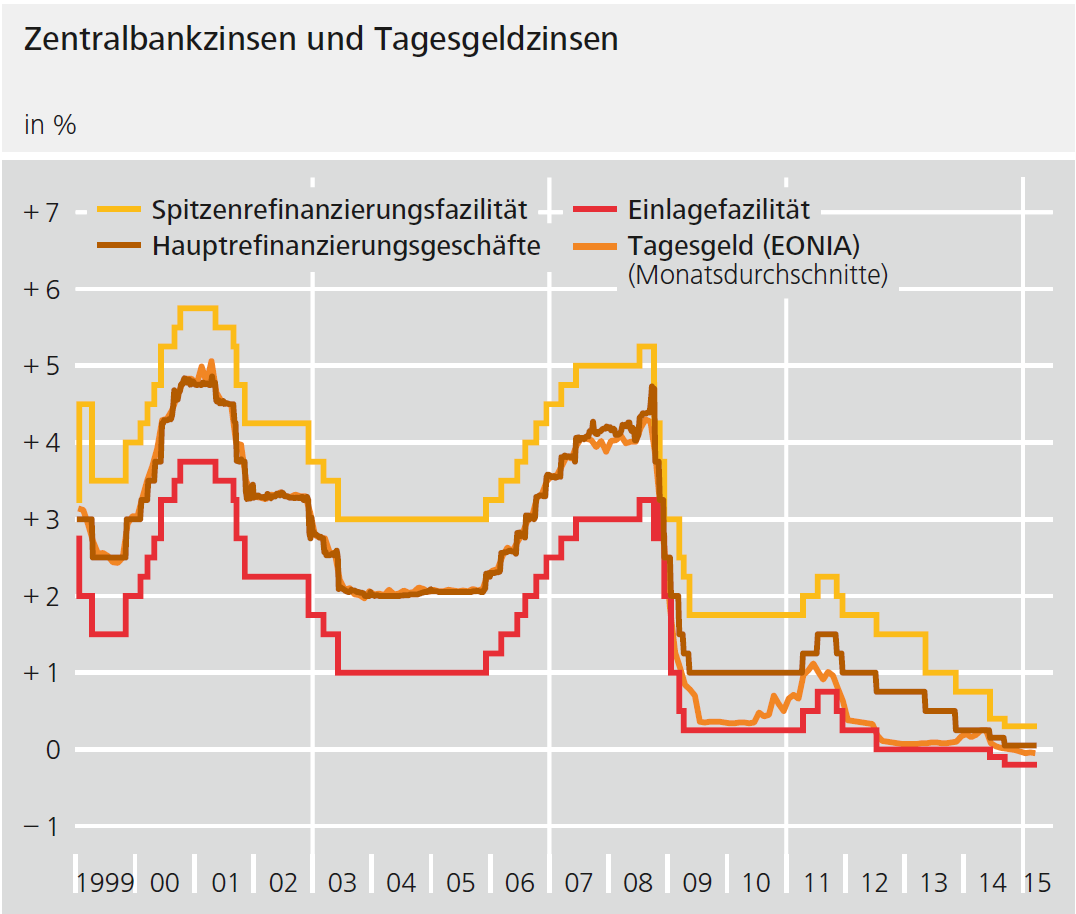 Zentralbankzinsen und Tagesgeldzinsen
in %
+ 7
Spitzenrefinanzierungsfazilität
Einlagefazilität
Hauptrefinanzierungsgeschäfte
Tagesgeld (EONIA)
(Monatsdurchschnitte)
+ 6
+ 5
+ 4
+ 3
+ 2
+ 1
0
− 1
1999 00 01 02 03 04 05 06 07 08 09 10 11 12 13 14 15